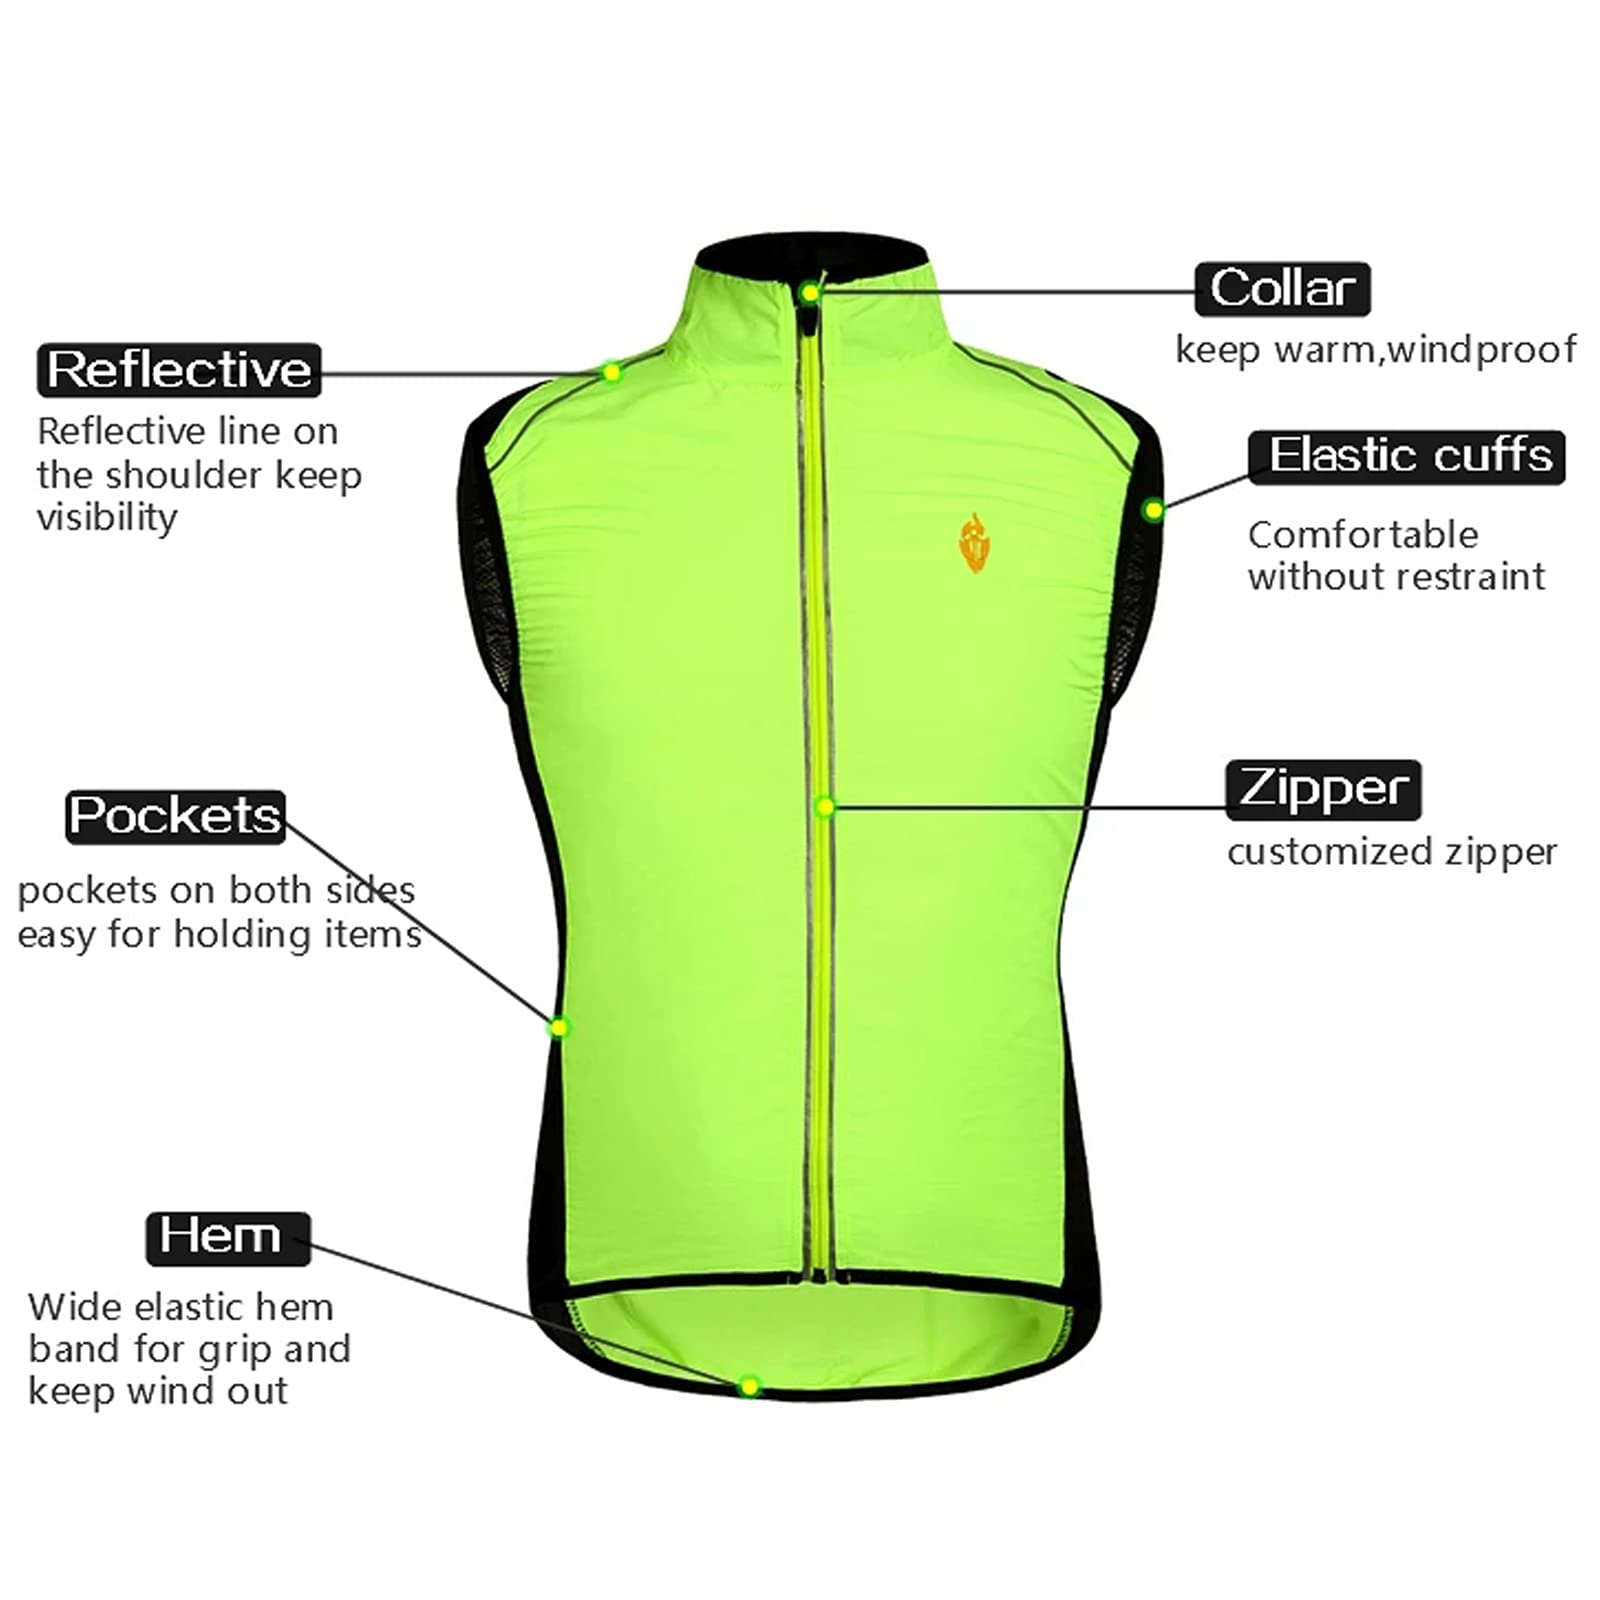 Collar
keep warm,windproof
Reflective
Reflective line on
the shoulder keep
visibility
Elastic cuffs
Comfortable
without restraint
Pockets
pockets on both sides
easy for holding items
Zipper
customized zipper
Hem
Wide elastic hem
band for grip and
keep wind out